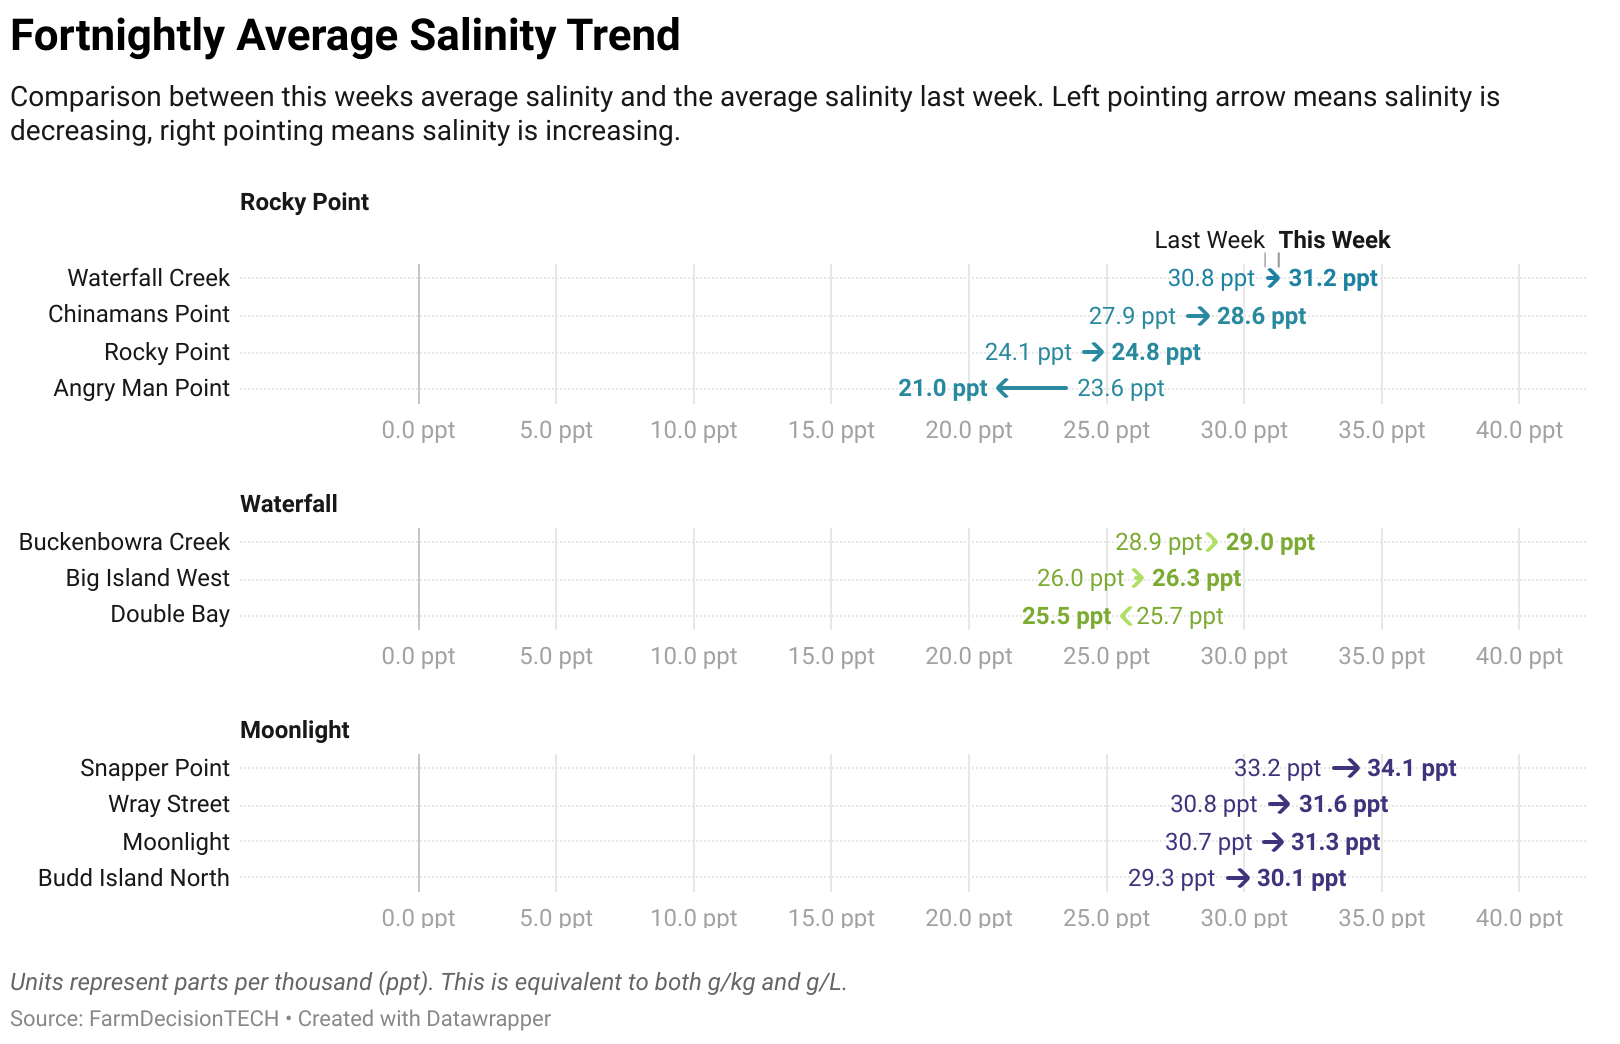 Fortnightly Average Salinity Trend
Comparison between this weeks average salinity and the average salinity last week. Left pointing arrow means salinity is
decreasing, right pointing means salinity is increasing.
Rocky Point
Last Week This Week
Waterfall Creek 30.8 ppt 31.2 ppt
Chinamans Point 27.9 ppt 28.6 ppt
Rocky Point 24.1 ppt 24.8 ppt
Angry Man Point 21.0 ppt 23.6 ppt
0.0 ppt 5.0 ppt 10.0 ppt 15.0 ppt 20.0 ppt 25.0 ppt 30.0 ppt 35.0 ppt 40.0 ppt
Waterfall
Buckenbowra Creek 28.9 ppt 29.0 ppt
Big Island West 26.0 ppt 26.3 ppt
Double Bay 25.5 ppt 25.7 ppt
0.0 ppt 5.0 ppt 10.0 ppt 15.0 ppt 20.0 ppt 25.0 ppt 30.0 ppt 35.0 ppt 40.0 ppt
Moonlight
Snapper Point 33.2 ppt 34.1 ppt
Wray Street 30.8 ppt 31.6 ppt
Moonlight 30.7 ppt 31.3 ppt
Budd Island North 29.3 ppt 30.1 ppt
0.0 ppt 5.0 ppt 10.0 ppt 15.0 ppt 20.0 ppt 25.0 ppt 30.0 ppt 35.0 ppt 40.0 ppt
Units represent parts per thousand (ppt). This is equivalent to both g/kg and g/L.
Source: FarmDecisionTECH • Created with Datawrapper